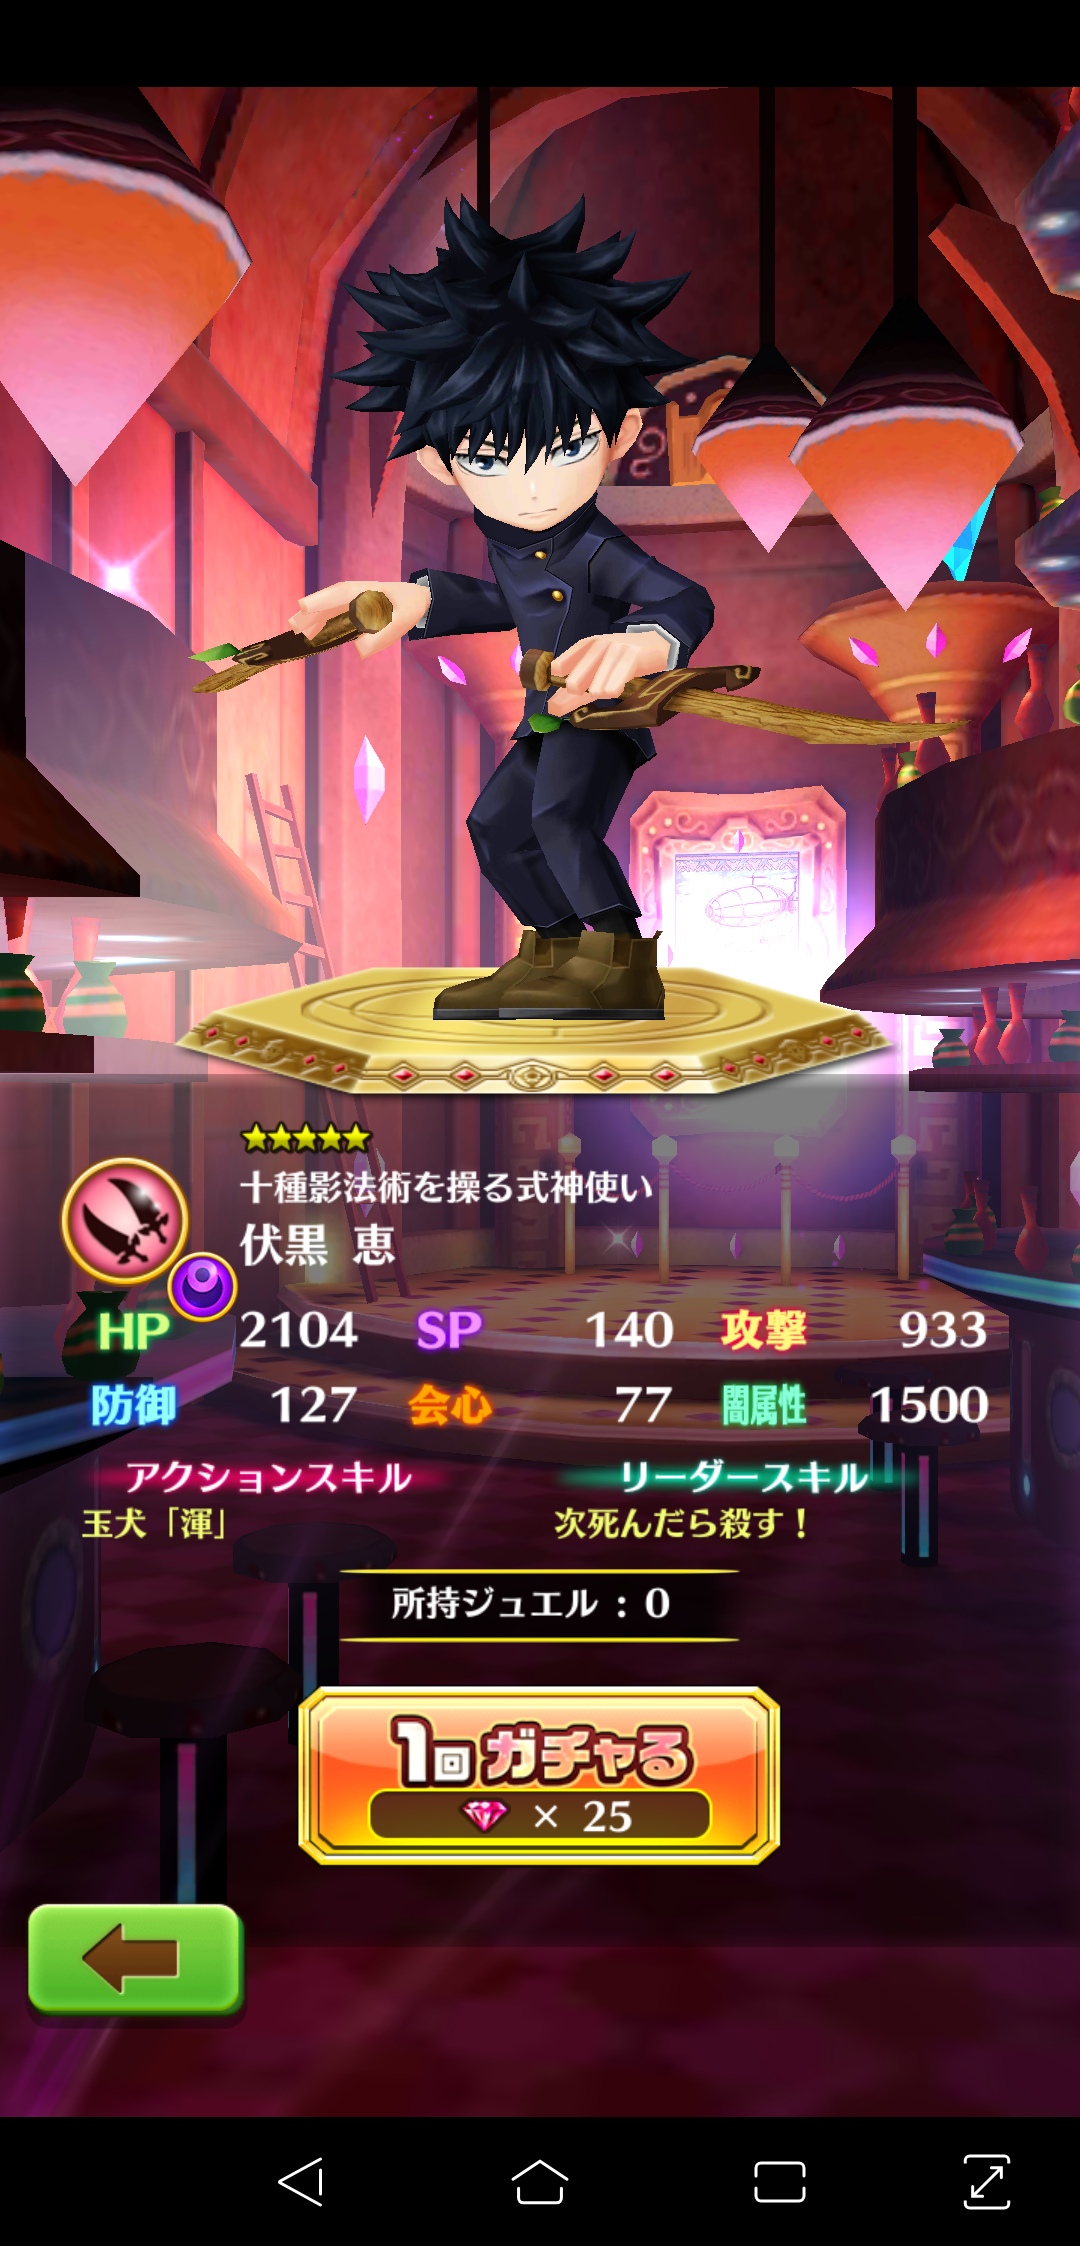 ★★★★★
十種影法術を操る式神使い
伏黒 恵
HP 2104 SP 140 攻撃 933
防御 127 会心 77 闇属性 1500
アクションスキル リーダースキル
玉犬「渾」 次死んだら殺す！
所持ジュエル：0
1回ガチャる
× 25